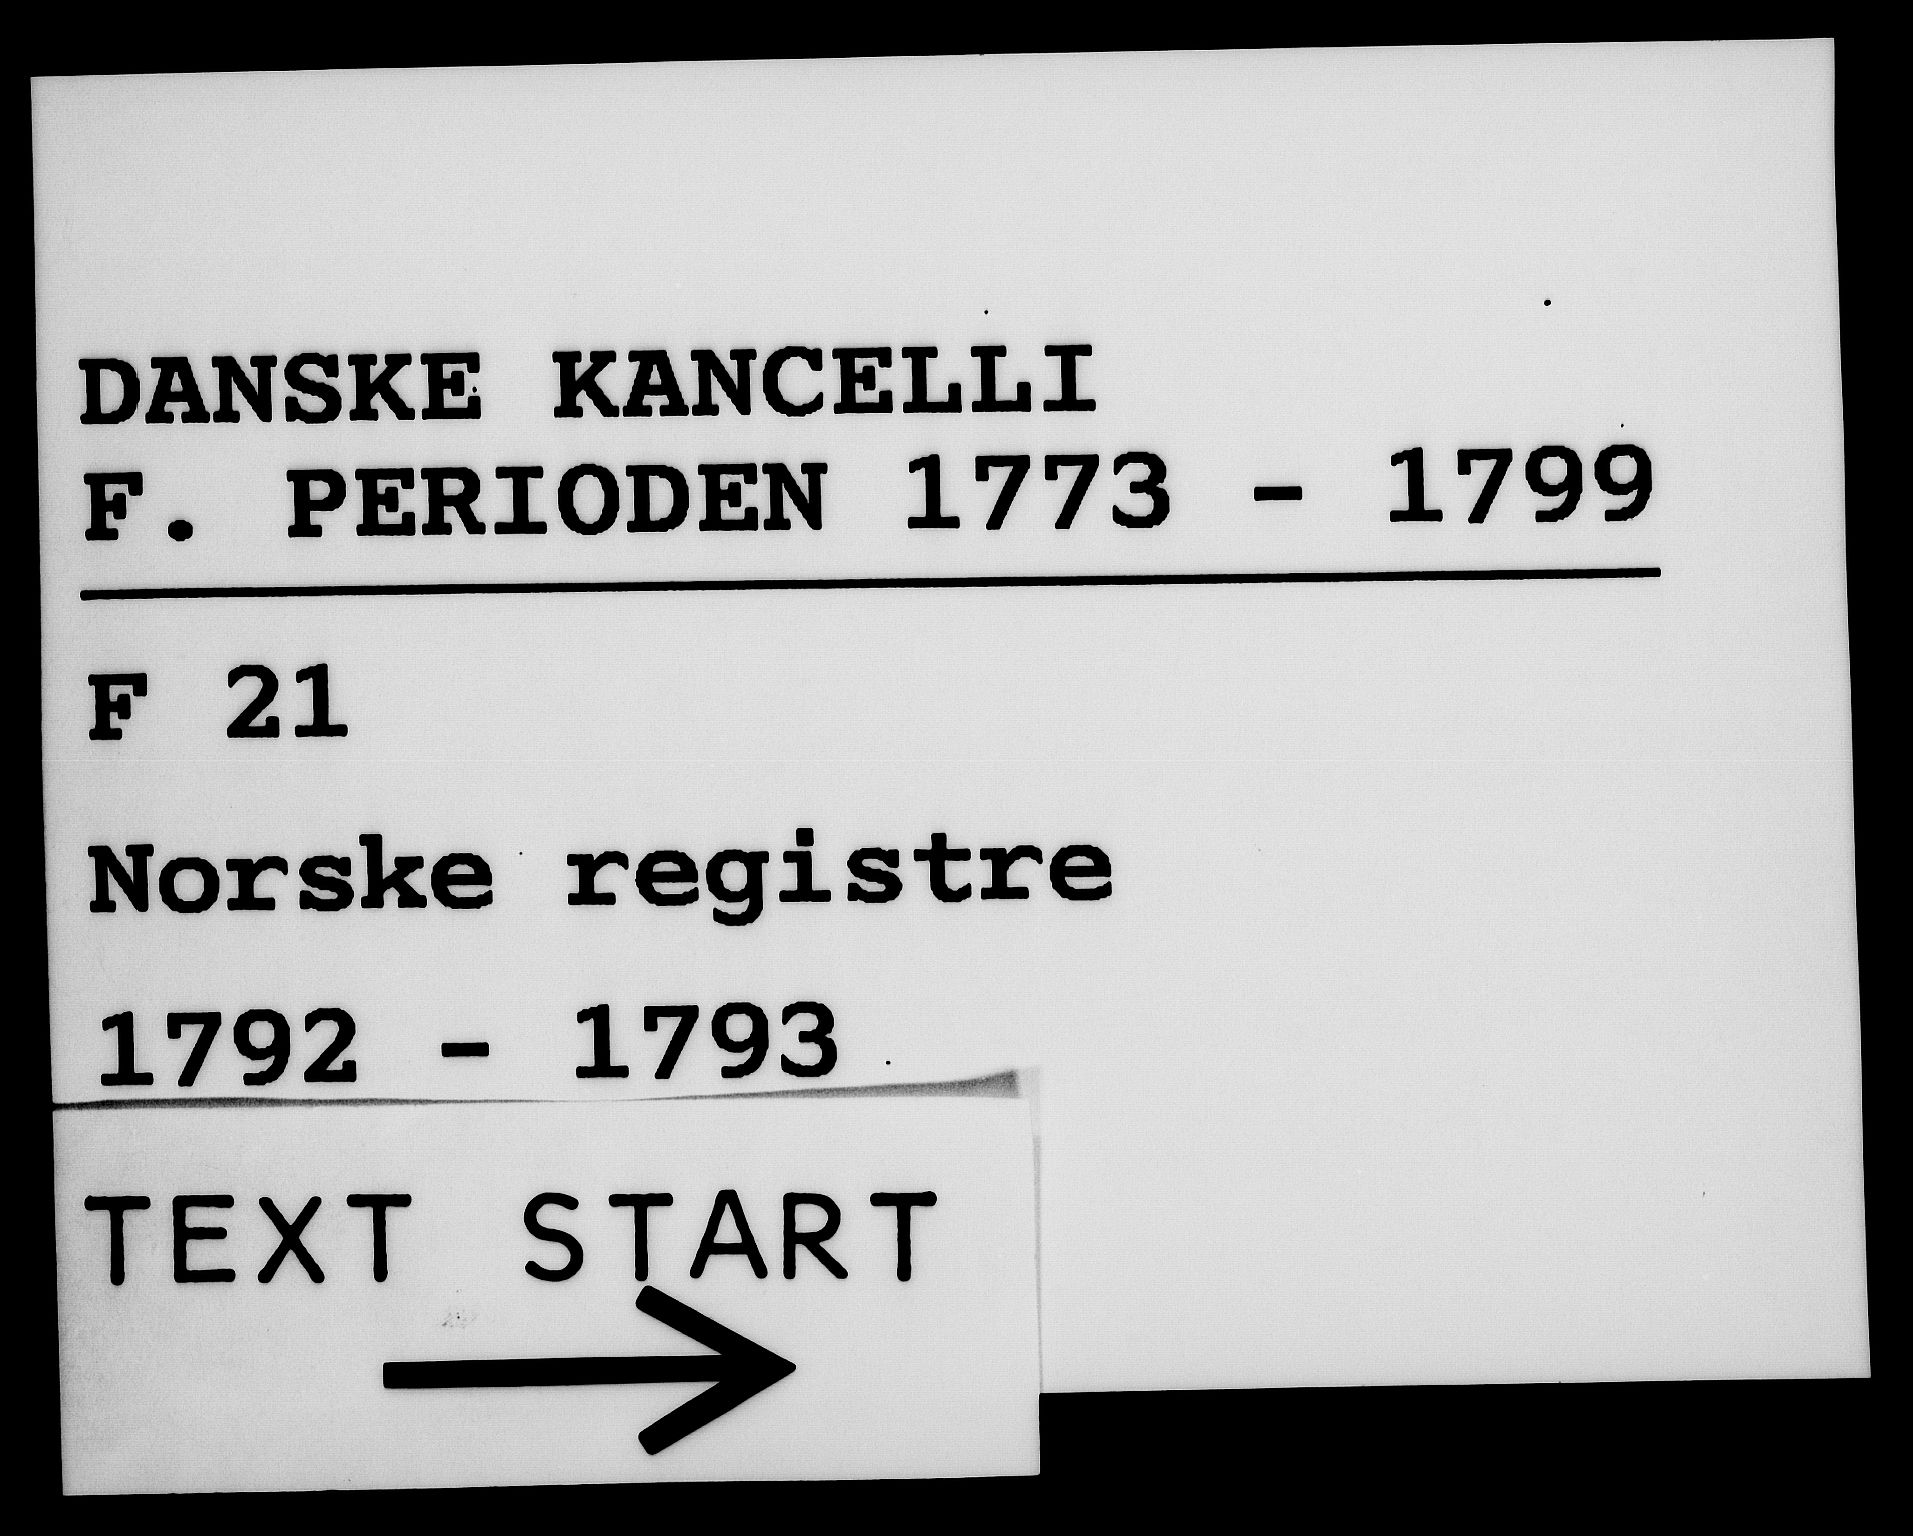 DANSKE KANCELLI
F. PERIODEN 1773 - 1799
F 21
Norske registre
1792 - 1793
TEXT START